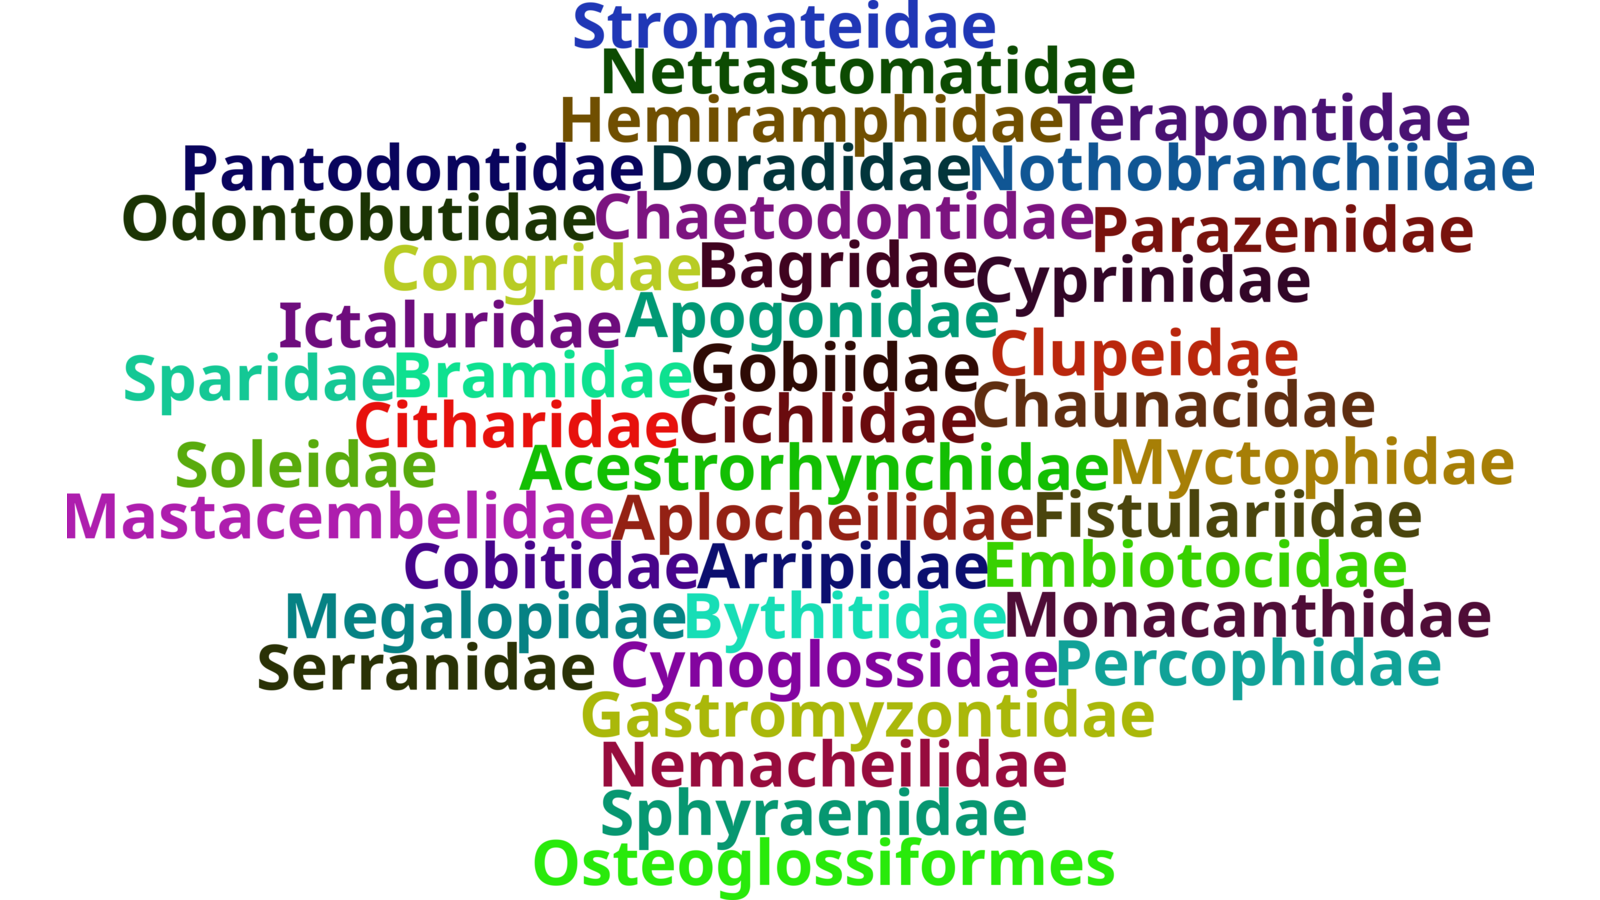 Stromateidae
Nettastomatidae
Hemiramphidae Terapontidae
Pantodontidae Doradidae Nothobranchiidae
Odontobutidae Chaetodontidae Parazenidae
Congridae Bagridae Cyprinidae
Ictaluridae Apogonidae
Sparidae Bramidae Gobiidae Clupeidae
Citharidae Cichlidae Chaunacidae
Soleidae Acestrorhynchidae Myctophidae
Mastacembelidae Aplocheilidae Fistulariidae
Cobitidae Arripidae Embiotocidae
Megalopidae Bythitidae Monacanthidae
Serranidae Cynoglossidae Percophidae
Gastromyzontidae
Nemacheilidae
Sphyraenidae
Osteoglossiformes